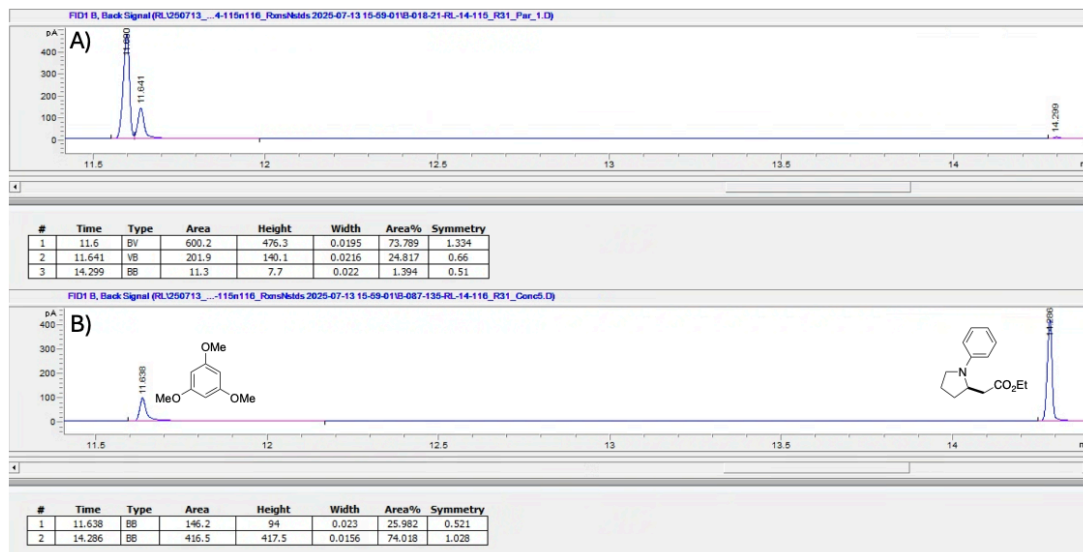 FID1 B, Back Signal (RL\250713_...4-115n116_RxnsNstds 2025-07-13 15-59-01\B-018-21-RL-14-115_R31_Par_1.D)
pA
A)
400
300
200
100
0
11.641
14.299
11.5
12
12.5
13
13.5
14
# Time Type Area Height Width Area% Symmetry
1 11.6 BV 600.2 476.3 0.0195 73.789 1.334
2 11.641 VB 201.9 140.1 0.0216 24.817 0.66
3 14.299 BB 11.3 7.7 0.022 1.394 0.51
FID1 B, Back Signal (RL\250713_...-115n116_RxnsNstds 2025-07-13 15-59-01\B-087-135-RL-14-116_R31_Conc5.D)
pA
B)
400
300
200
100
0
11.638
OMe
MeO
OMe
14.286
N
CO2Et
11.5
12
12.5
13
13.5
14
# Time Type Area Height Width Area% Symmetry
1 11.638 BB 146.2 94 0.023 25.982 0.521
2 14.286 BB 416.5 417.5 0.0156 74.018 1.028